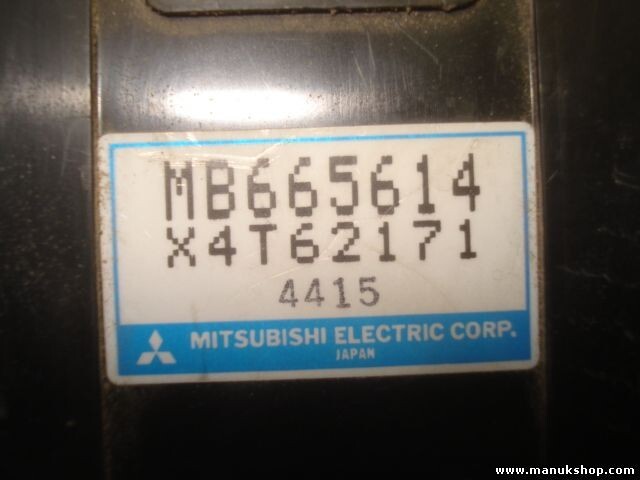 MB665614
X4T62171
4415
MITSUBISHI ELECTRIC CORP.
JAPAN
www.manukshop.com